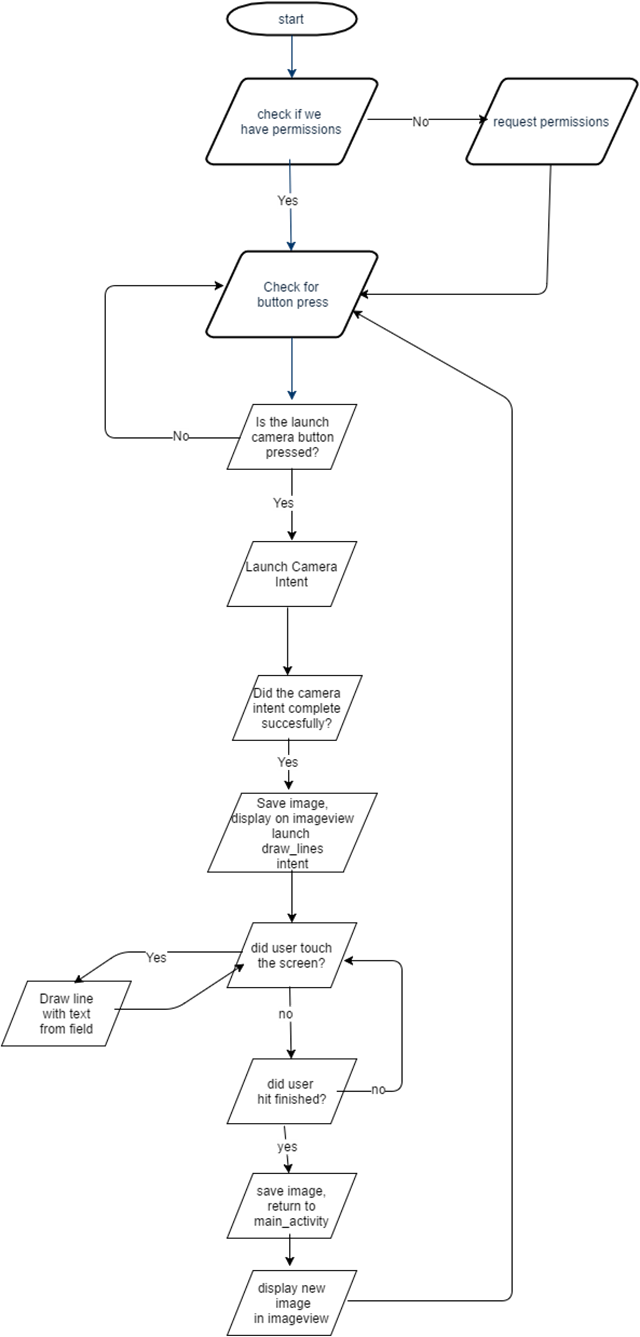 start
check if we
have permissions
No
request permissions
Yes
Check for
button press
Is the launch
camera button
pressed?
No
Yes
Launch Camera
Intent
Did the camera
intent complete
succesfully?
Yes
Save image,
display on imageview
launch
draw_lines
intent
did user touch
the screen?
Yes
Draw line
with text
from field
no
did user
hit finished?
no
yes
save image,
return to
main_activity
display new
image
in imageview